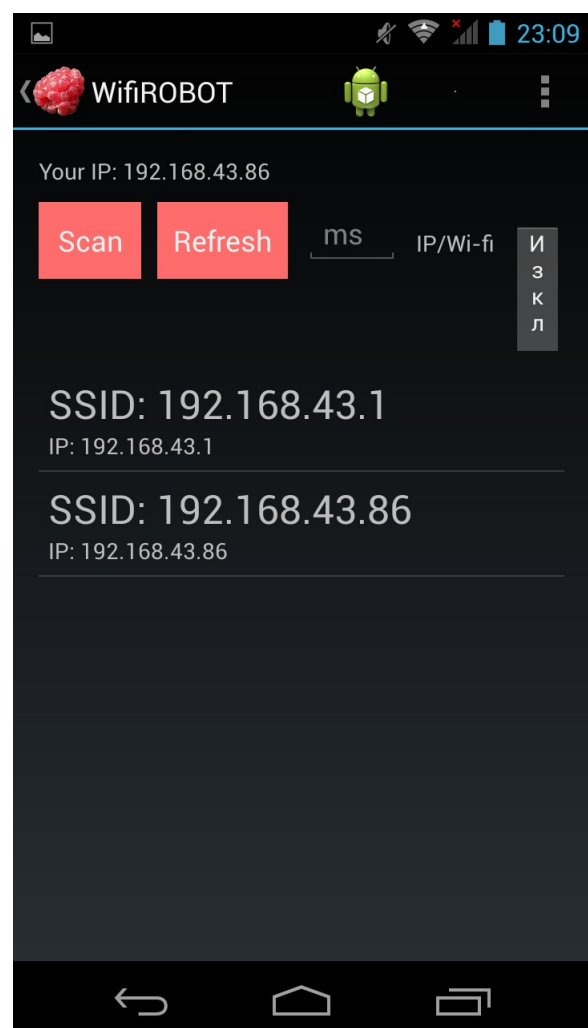 23:09
WifiROBOT
Your IP: 192.168.43.86
Scan
Refresh
ms
IP/Wi-fi
И
з
к
л
SSID: 192.168.43.1
IP: 192.168.43.1
SSID: 192.168.43.86
IP: 192.168.43.86